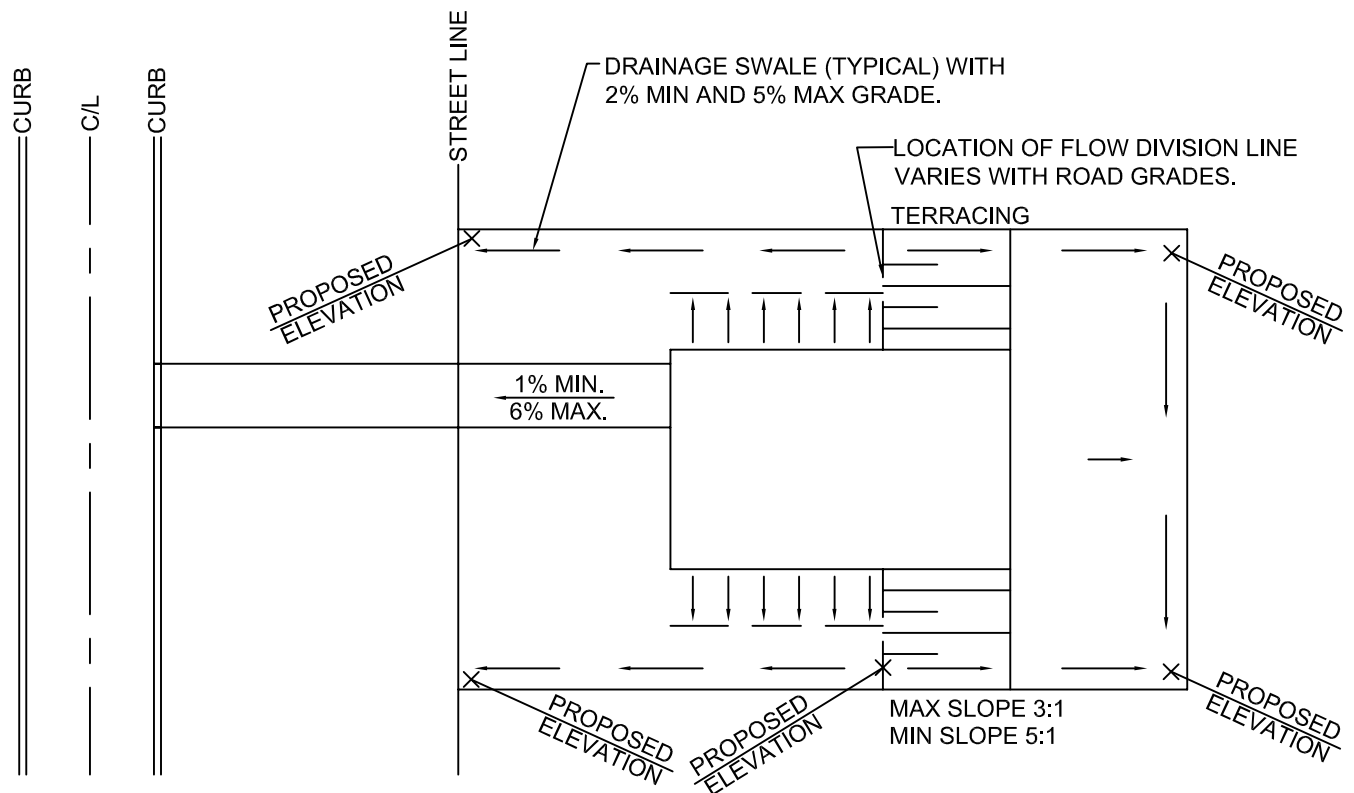 CURB
C/L
CURB
STREET LINE
DRAINAGE SWALE (TYPICAL) WITH
2% MIN AND 5% MAX GRADE.
LOCATION OF FLOW DIVISION LINE
VARIES WITH ROAD GRADES.
TERRACING
PROPOSED
ELEVATION
PROPOSED
ELEVATION
1% MIN.
6% MAX.
PROPOSED
ELEVATION
PROPOSED
ELEVATION
MAX SLOPE 3:1
MIN SLOPE 5:1
PROPOSED
ELEVATION